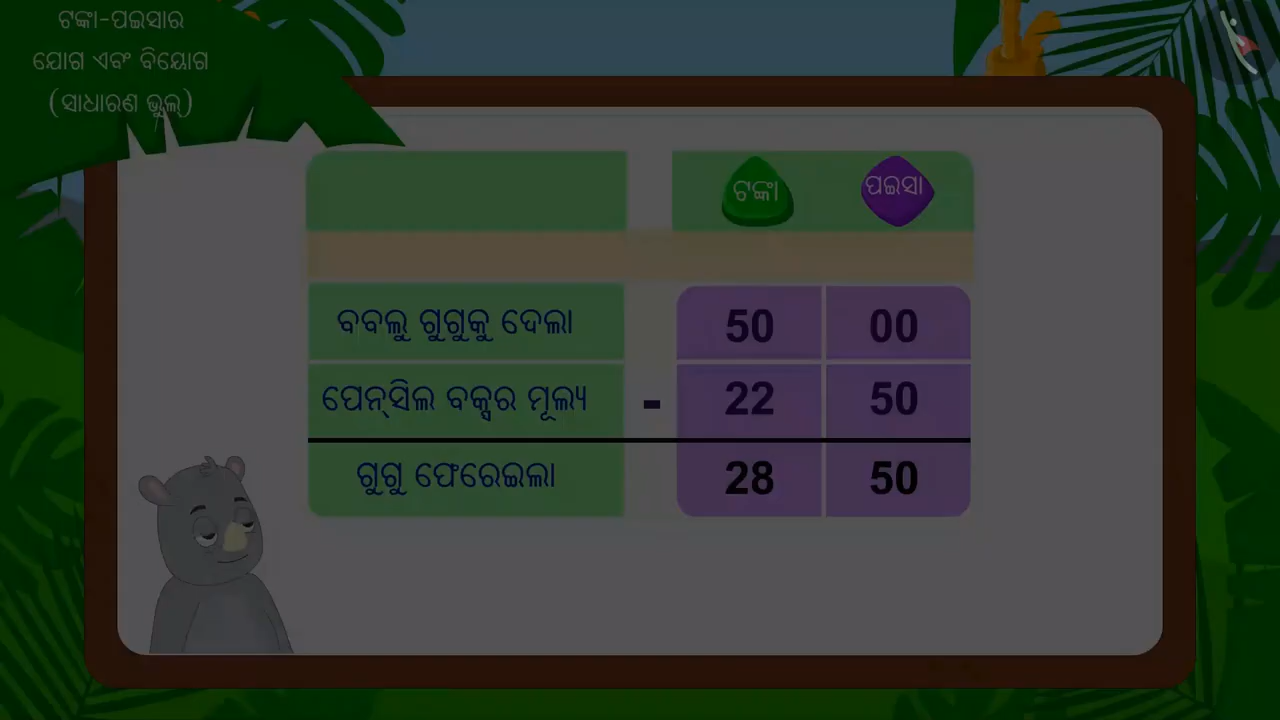 ଟଙ୍କା-ପଇସାର
ଯୋଗ ଏବଂ ବିୟୋଗ
(ସାଧାରଣ ଭୁଲ୍)
ଟଙ୍କା ପଇସା
ବବଲୁ ଗୁଗୁକୁ ଦେଲା 50 00
ପେନ୍‌ସିଲ ବକ୍ସର ମୂଲ୍ୟ - 22 50
ଗୁଗୁ ଫେରେଇଲା 28 50